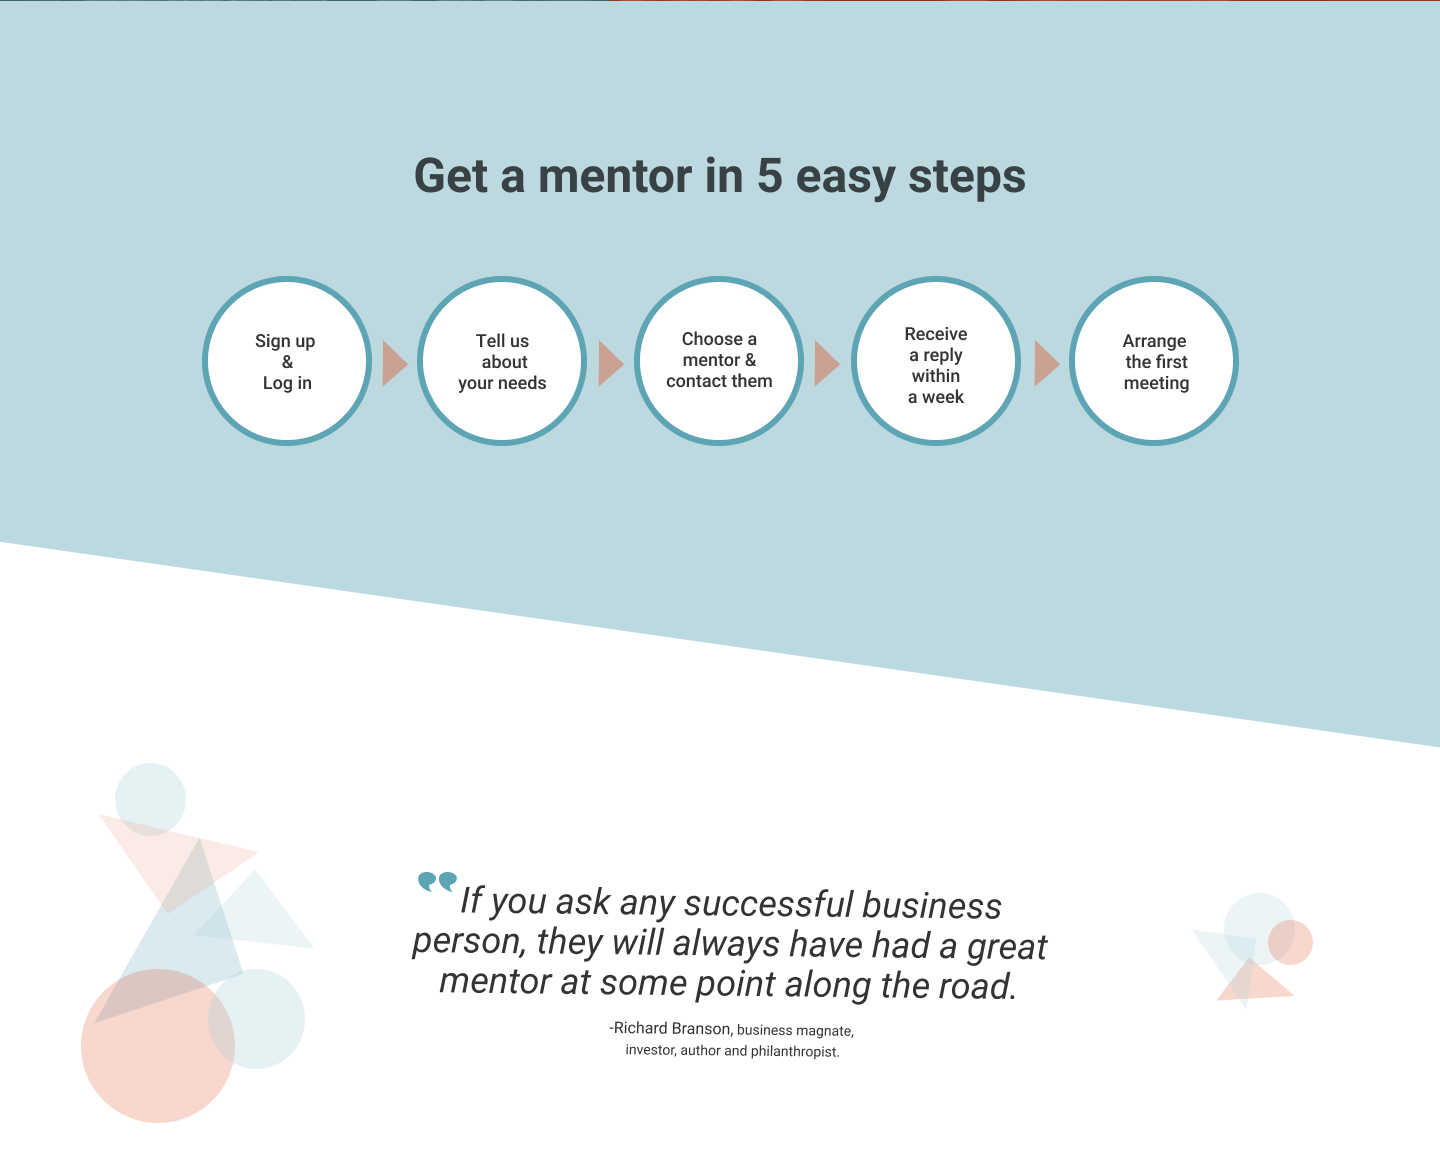 Get a mentor in 5 easy steps
Sign up
&
Log in
Tell us
about
your needs
Choose a
mentor &
contact them
Receive
a reply
within
a week
Arrange
the first
meeting
❞ If you ask any successful business
person, they will always have had a great
mentor at some point along the road.
-Richard Branson, business magnate,
investor, author and philanthropist.